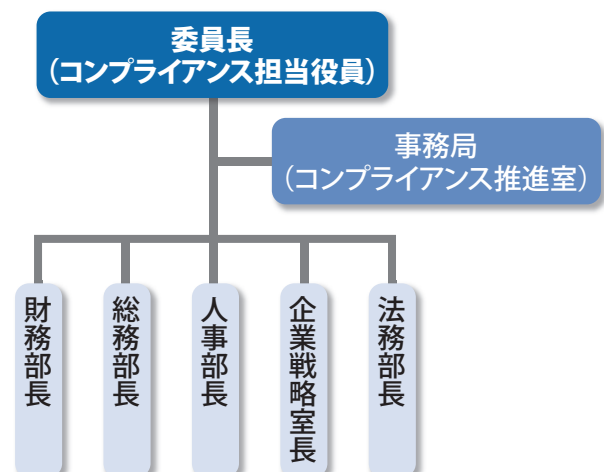 委員長
（コンプライアンス担当役員）
事務局
（コンプライアンス推進室）
財務部長
総務部長
人事部長
企業戦略室長
法務部長